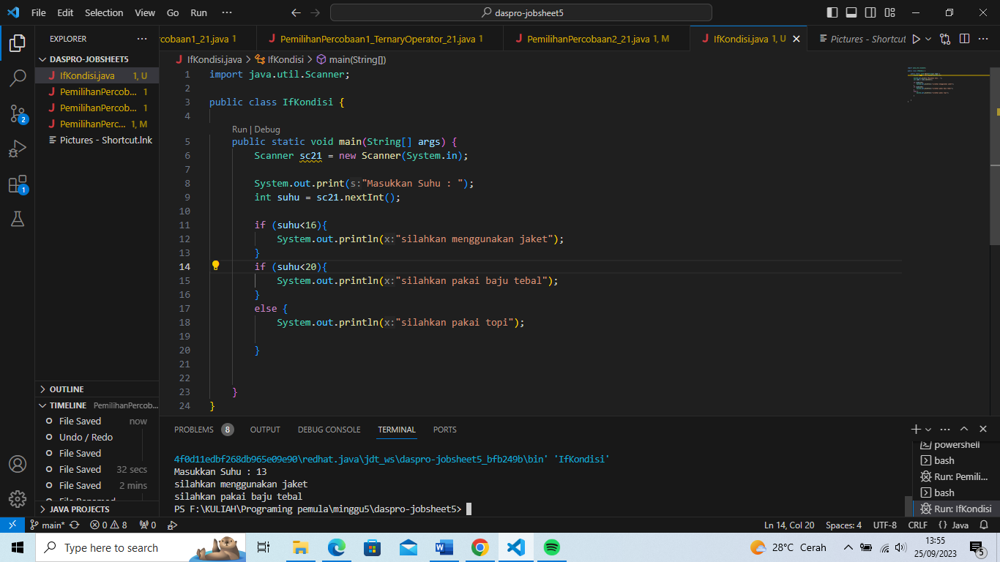 File Edit Selection View Go Run ··· daspro-jobsheet5
EXPLORER ···
DASPRO-JOBSHEET5
IfKondisi.java 1, U
PemilihanPercob... 1
PemilihanPercob... 1
PemilihanPerc... 1, M
Pictures - Shortcut.lnk
OUTLINE
TIMELINE PemilihanPercob...
File Saved now
Undo / Redo
File Saved
File Saved 32 secs
File Saved 2 mins
File Renamed
JAVA PROJECTS
rcobaan1_21.java 1 PemilihanPercobaan1_TernaryOperator_21.java 1 PemilihanPercobaan2_21.java 1, M IfKondisi.java 1, U Pictures - Shortcut
IfKondisi.java > IfKondisi > main(String[])
1 import java.util.Scanner;
2
3 public class IfKondisi {
4
Run | Debug
5 public static void main(String[] args) {
6 Scanner sc21 = new Scanner(System.in);
7
8 System.out.print(s:"Masukkan Suhu : ");
9 int suhu = sc21.nextInt();
10
11 if (suhu<16){
12 System.out.println(x:"silahkan menggunakan jaket");
13 }
14 if (suhu<20){
15 System.out.println(x:"silahkan pakai baju tebal");
16 }
17 else {
18 System.out.println(x:"silahkan pakai topi");
19
20 }
21
22
23 }
24 }
PROBLEMS 8 OUTPUT DEBUG CONSOLE TERMINAL PORTS
4f0d11edbf268db965e09e90\redhat.java\jdt_ws\daspro-jobsheet5_bfb249b\bin' 'IfKondisi'
Masukkan Suhu : 13
silahkan menggunakan jaket
silahkan pakai baju tebal
PS F:\KULIAH\Programing pemula\minggu5\daspro-jobsheet5>
powershell
bash
Run: Pemili...
bash
Run: IfKondisi
2
1
main* 0 8 0 Ln 14, Col 20 Spaces: 4 UTF-8 CRLF {} Java
Type here to search 28°C Cerah 13:55
25/09/2023 5